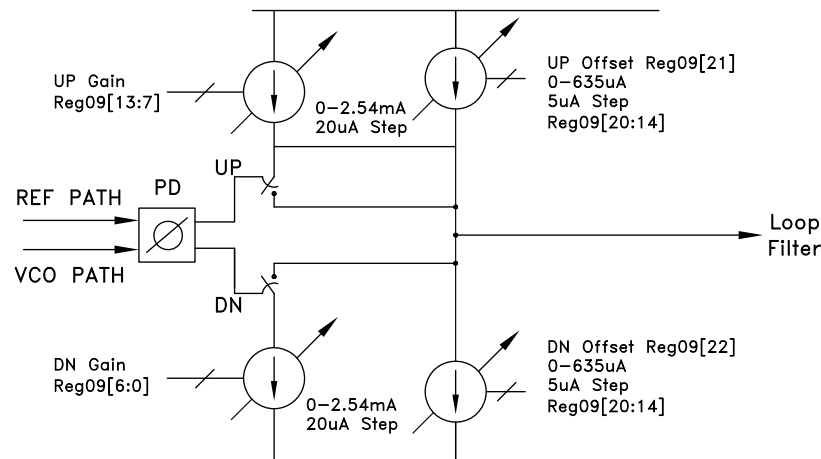 UP Gain
Reg09[13:7]
0-2.54mA
20uA Step
UP Offset Reg09[21]
0-635uA
5uA Step
Reg09[20:14]
UP
PD
REF PATH
VCO PATH
Loop
Filter
DN
DN Gain
Reg09[6:0]
0-2.54mA
20uA Step
DN Offset Reg09[22]
0-635uA
5uA Step
Reg09[20:14]